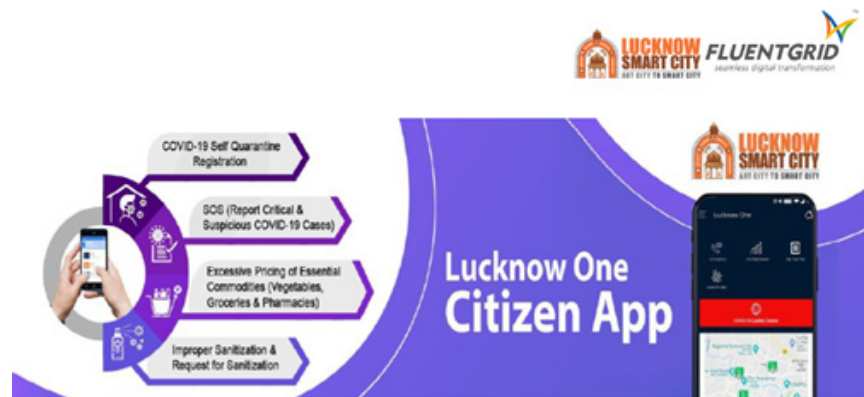 LUCKNOW
SMART CITY
ART CITY TO SMART CITY
FLUENTGRID
seamless digital transformation
COVID-19 Self Quarantine
Registration
SOS (Report Critical &
Suspicious COVID-19 Cases)
Excessive Pricing of Essential
Commodities (Vegetables,
Groceries & Pharmacies)
Improper Sanitization &
Request for Sanitization
Lucknow One
Citizen App
LUCKNOW
SMART CITY
ART CITY TO SMART CITY
Lucknow One